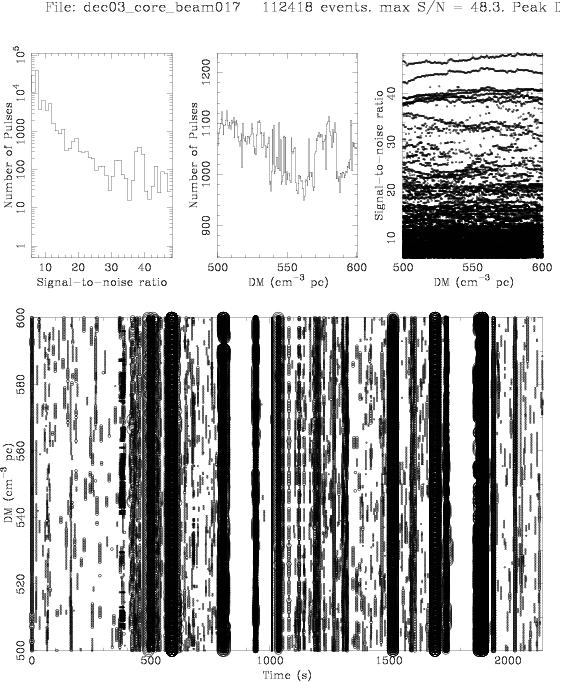 File: dec03_core_beam017 112418 events. max S/N = 48.3. Peak D
Number of Pulses
1 10 100 1000 10^4 10^5
10 20 30 40
Signal-to-noise ratio
Number of Pulses
900 1000 1100 1200
500 550 600
DM (cm^-3 pc)
Signal-to-noise ratio
10 20 30 40
500 550 600
DM (cm^-3 pc)
DM (cm^-3 pc)
500 520 540 560 580 600
0 500 1000 1500 2000
Time (s)